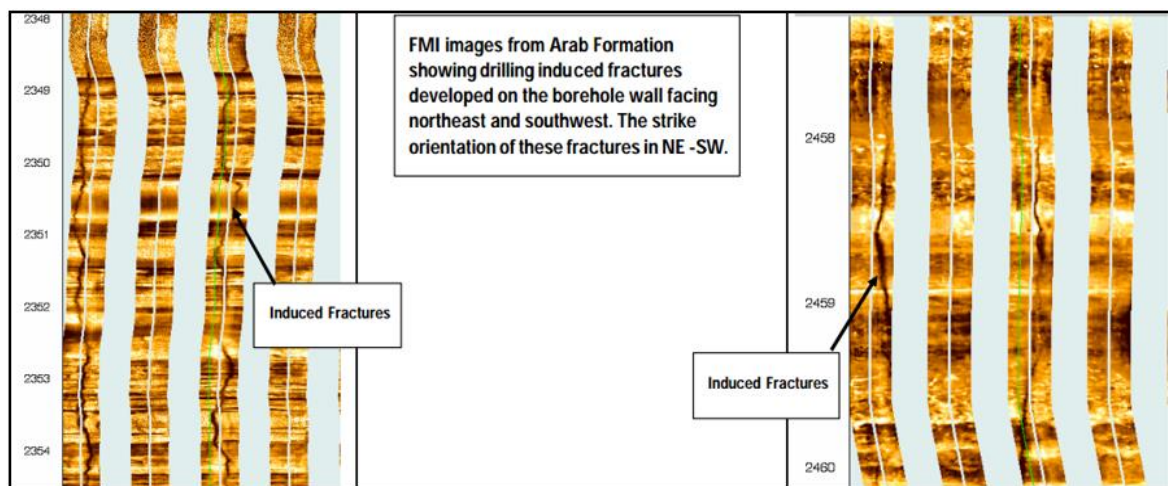 2348
2349
2350
2351
2352
2353
2354
FMI images from Arab Formation
showing drilling induced fractures
developed on the borehole wall facing
northeast and southwest. The strike
orientation of these fractures in NE -SW.
Induced Fractures
2458
2459
2460
Induced Fractures